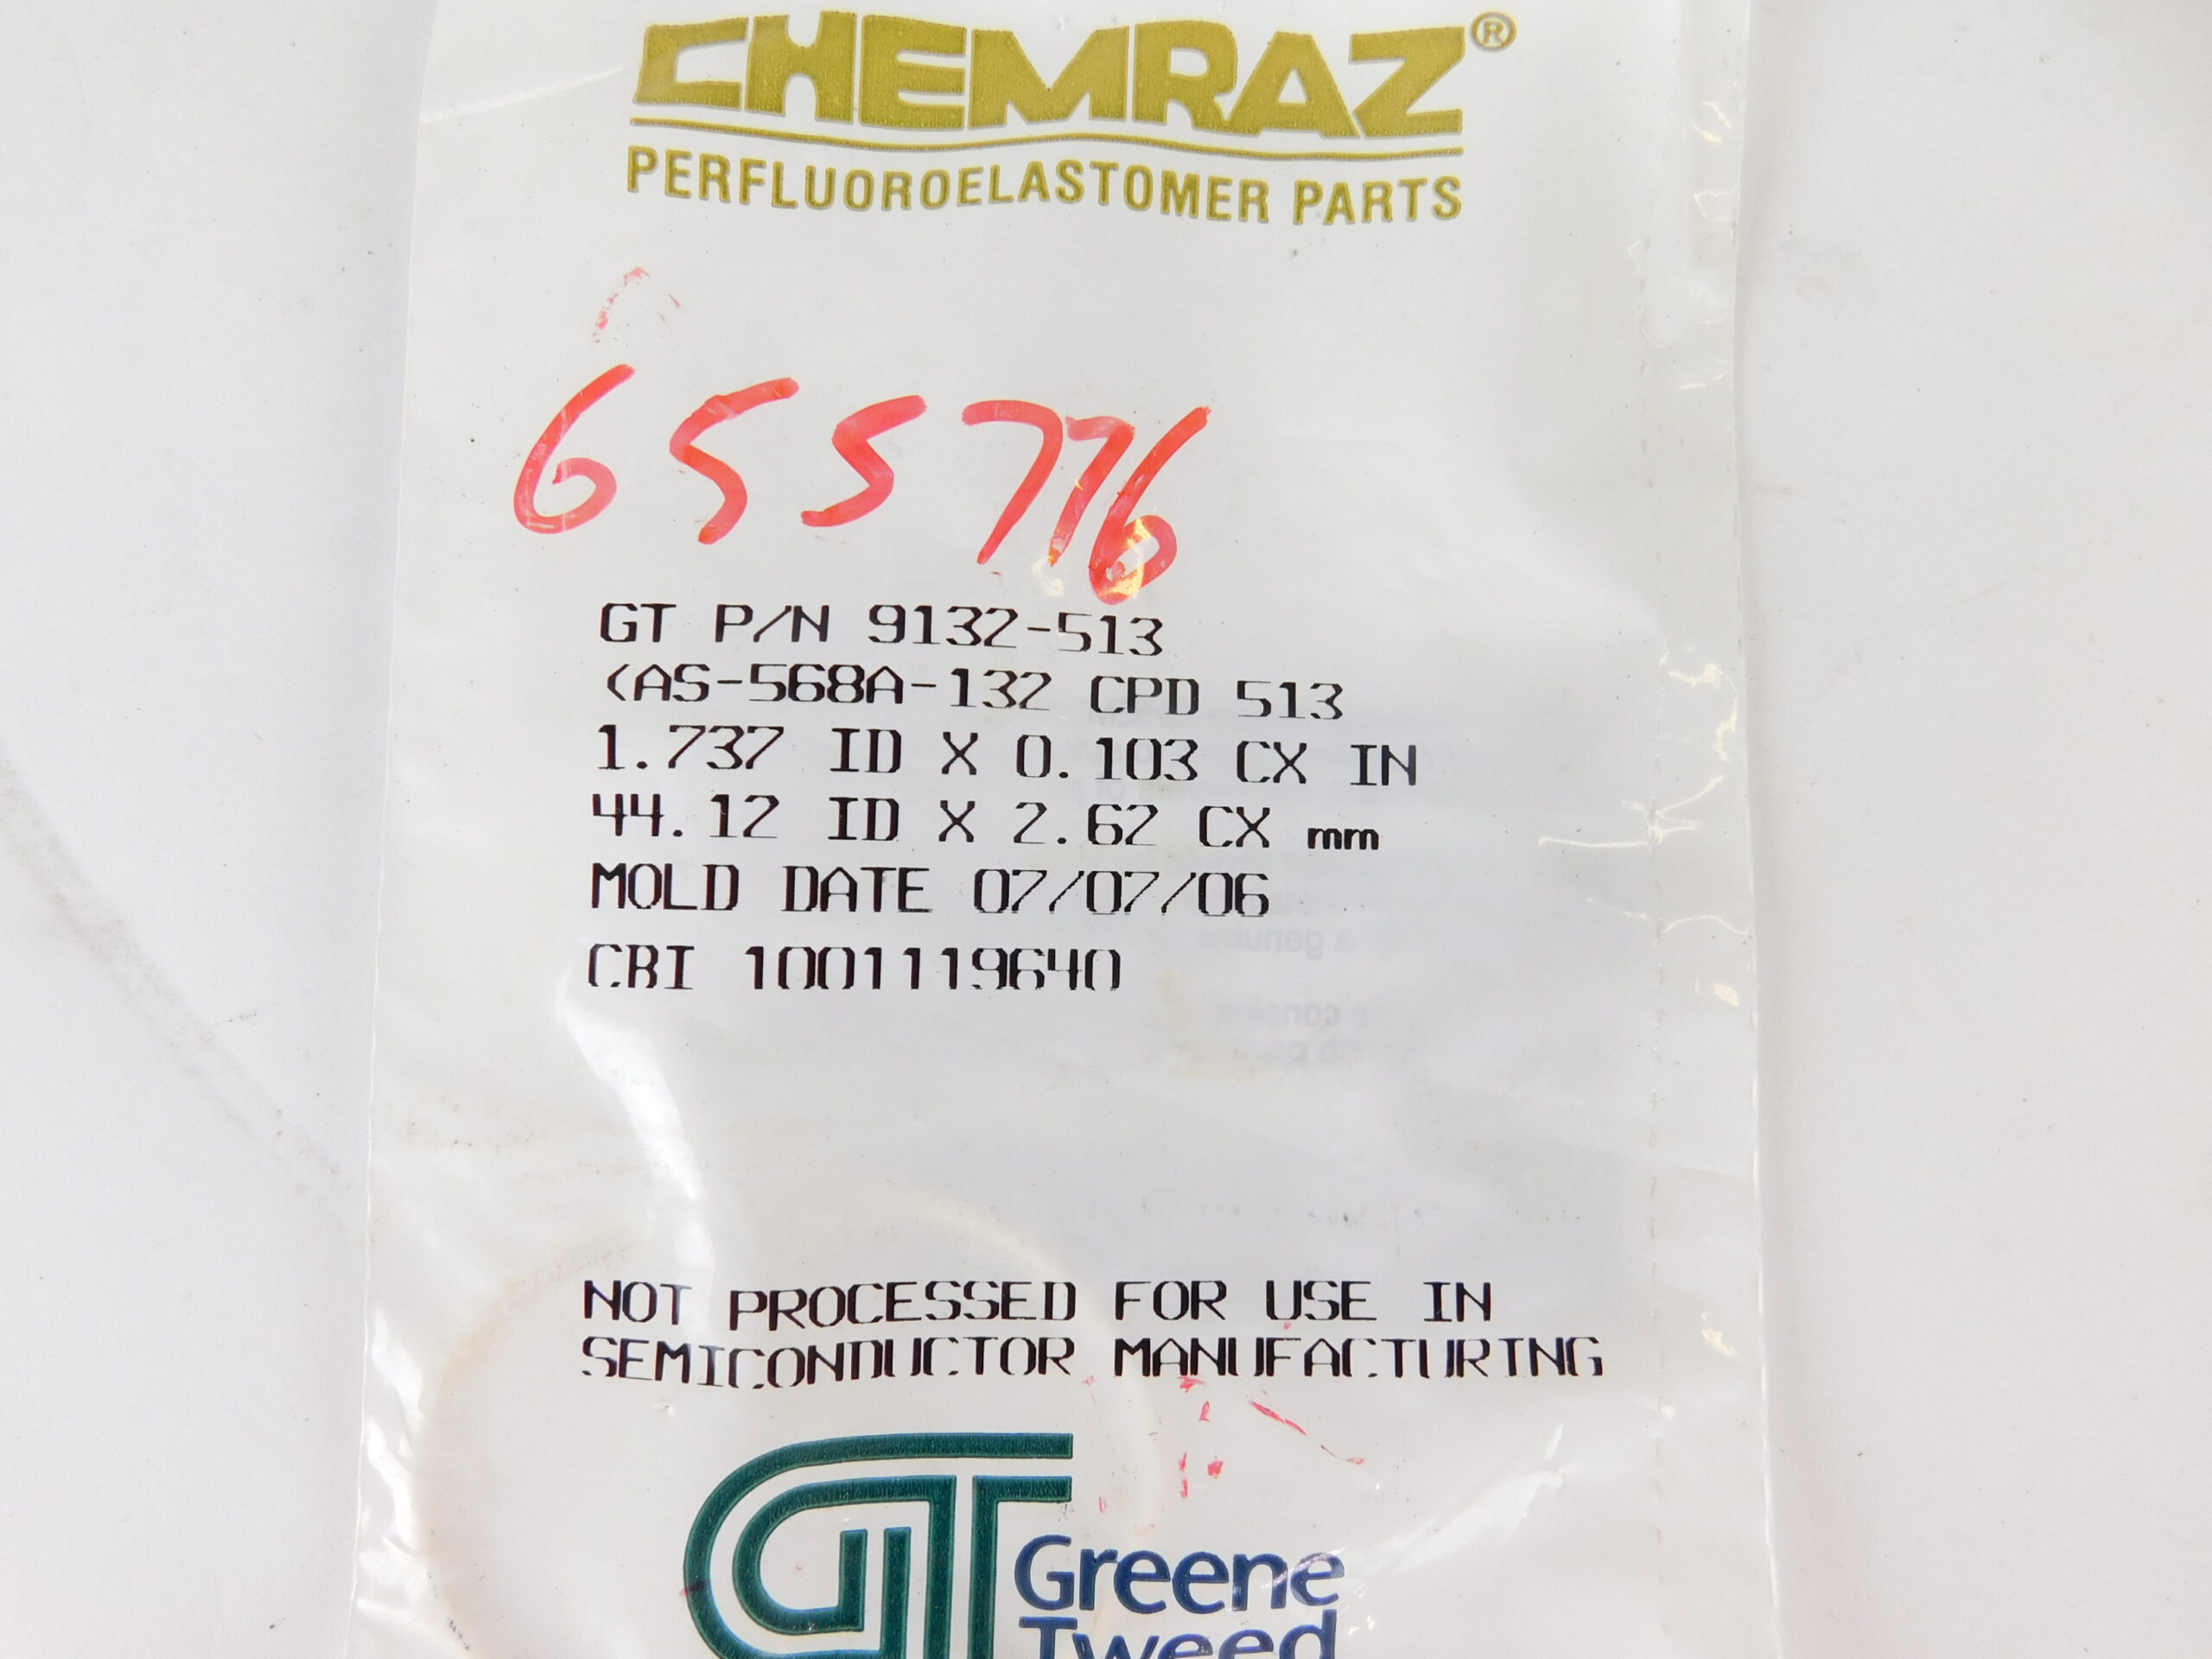 CHEMRAZ®
PERFLUOROELASTOMER PARTS
655776
GT P/N 9132-513
(AS-568A-132 CPD 513
1.737 ID X 0.103 CX IN
44.12 ID X 2.62 CX mm
MOLD DATE 07/07/06
CBI 1001119640
NOT PROCESSED FOR USE IN
SEMICONDUCTOR MANUFACTURING
GT
Greene
Tweed